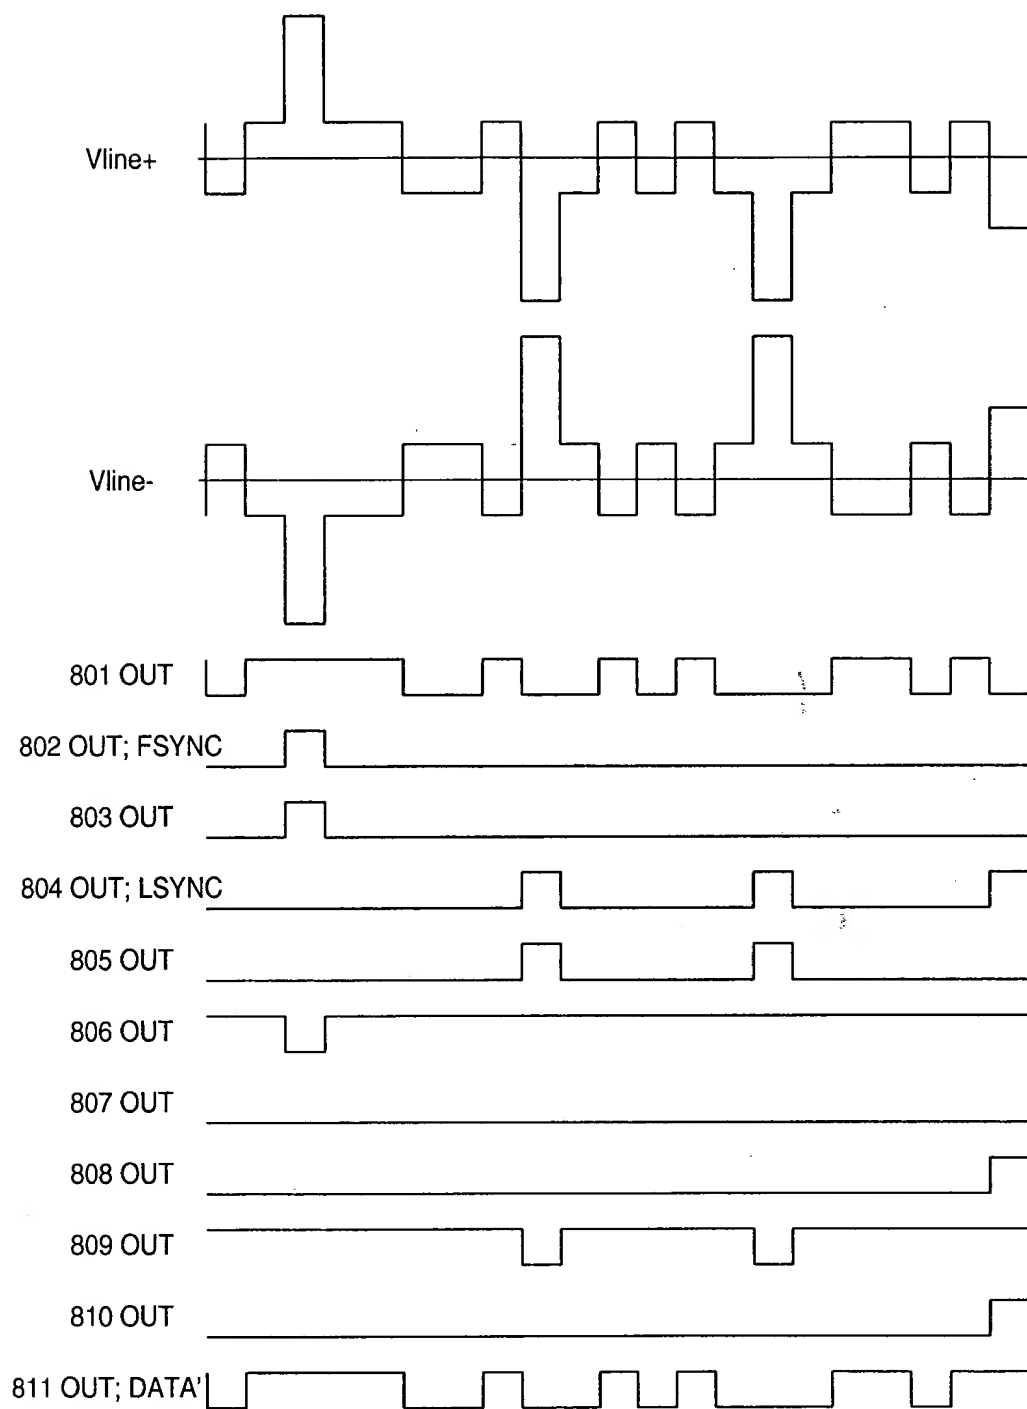 Vline+
Vline-
801 OUT
802 OUT; FSYNC
803 OUT
804 OUT; LSYNC
805 OUT
806 OUT
807 OUT
808 OUT
809 OUT
810 OUT
811 OUT; DATA'